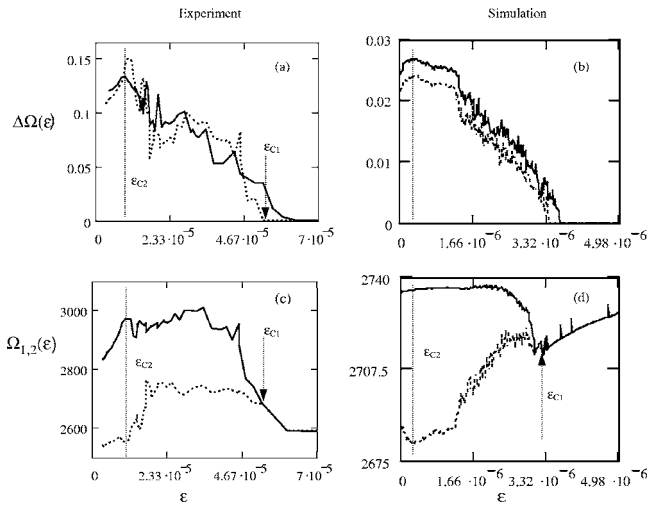 Experiment
Simulation
0.15
0.1
0.05
0
ΔΩ(ε)
(a)
ε_C1
ε_C2
0
2.33 ·10^-5
4.67 ·10^-5
7 ·10^-5
0.03
0.02
0.01
0
(b)
0
1.66 ·10^-6
3.32 ·10^-6
4.98 ·10^-6
3000
2800
2600
Ω_1,2(ε)
(c)
ε_C1
ε_C2
0
2.33 ·10^-5
4.67 ·10^-5
7 ·10^-5
ε
2740
2707.5
2675
(d)
ε_C2
ε_C1
0
1.66 ·10^-6
3.32 ·10^-6
4.98 ·10^-6
ε